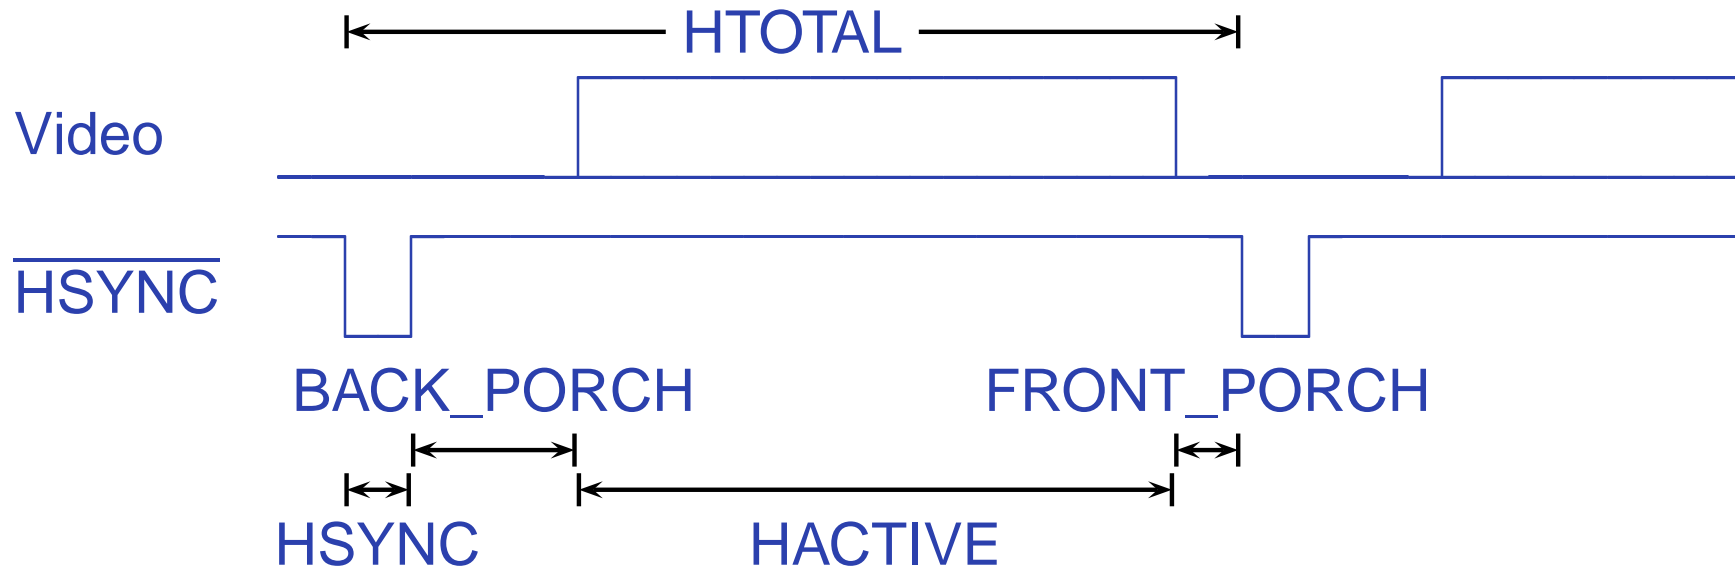 HTOTAL
Video
HSYNC
BACK_PORCH FRONT_PORCH
HSYNC HACTIVE